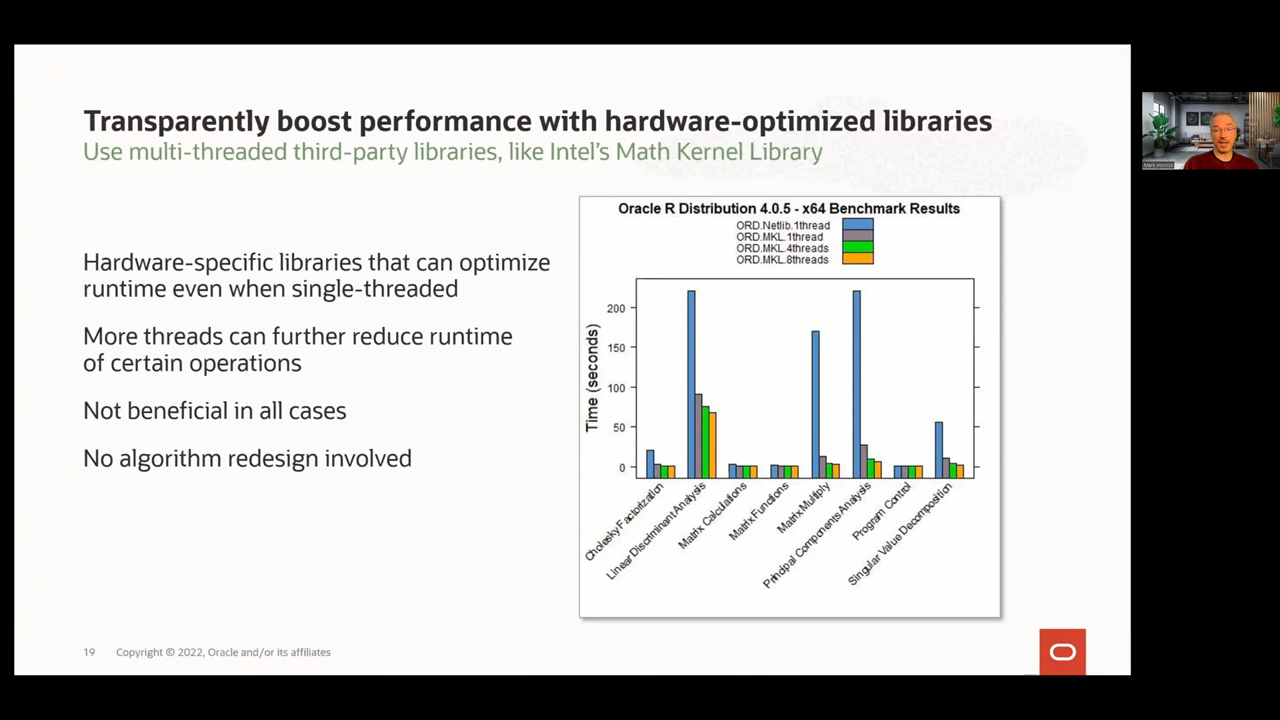 Transparently boost performance with hardware-optimized libraries
Use multi-threaded third-party libraries, like Intel's Math Kernel Library
Hardware-specific libraries that can optimize
runtime even when single-threaded
More threads can further reduce runtime
of certain operations
Not beneficial in all cases
No algorithm redesign involved
Oracle R Distribution 4.0.5 - x64 Benchmark Results
ORD.Netlib.1thread
ORD.MKL.1thread
ORD.MKL.4threads
ORD.MKL.8threads
Time (seconds)
200
150
100
50
0
Cholesky Factorization
Linear Discriminant Analysis
Matrix Calculations
Matrix Functions
Matrix Multiply
Principal Components Analysis
Program Control
Singular Value Decomposition
19 Copyright © 2022, Oracle and/or its affiliates